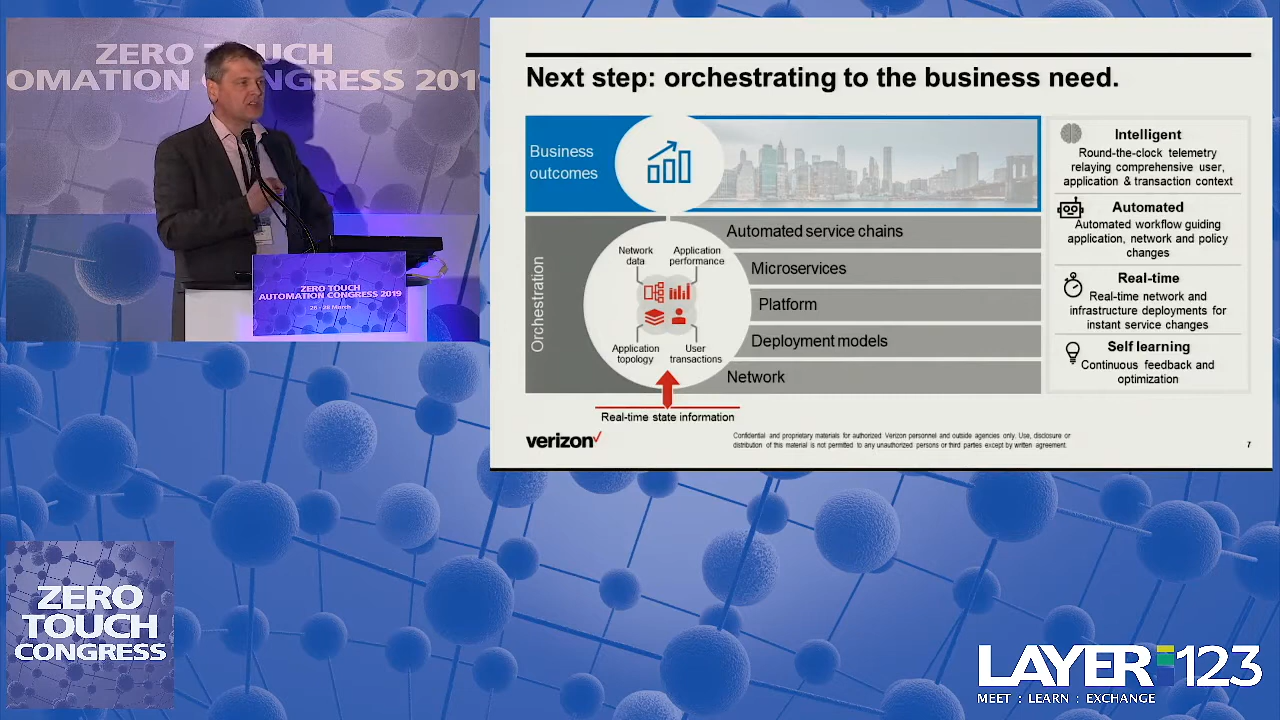 ZERO TOUCH
OMATION CONGRESS 201
ZERO TOUCH
AUTOMATION CONGRESS 2019
26 - 28 March
Next step: orchestrating to the business need.
Business
outcomes
Orchestration
Network
data
Application
performance
Application
topology
User
transactions
Real-time state information
Automated service chains
Microservices
Platform
Deployment models
Network
Intelligent
Round-the-clock telemetry
relaying comprehensive user,
application & transaction context
Automated
Automated workflow guiding
application, network and policy
changes
Real-time
Real-time network and
infrastructure deployments for
instant service changes
Self learning
Continuous feedback and
optimization
verizon
Confidential and proprietary materials for authorized Verizon personnel and outside agencies only. Use, disclosure or
distribution of this material is not permitted to any unauthorized persons or third parties except by written agreement.
7
ZERO
TOUCH
CONGRESS
LAYER 123
MEET : LEARN : EXCHANGE